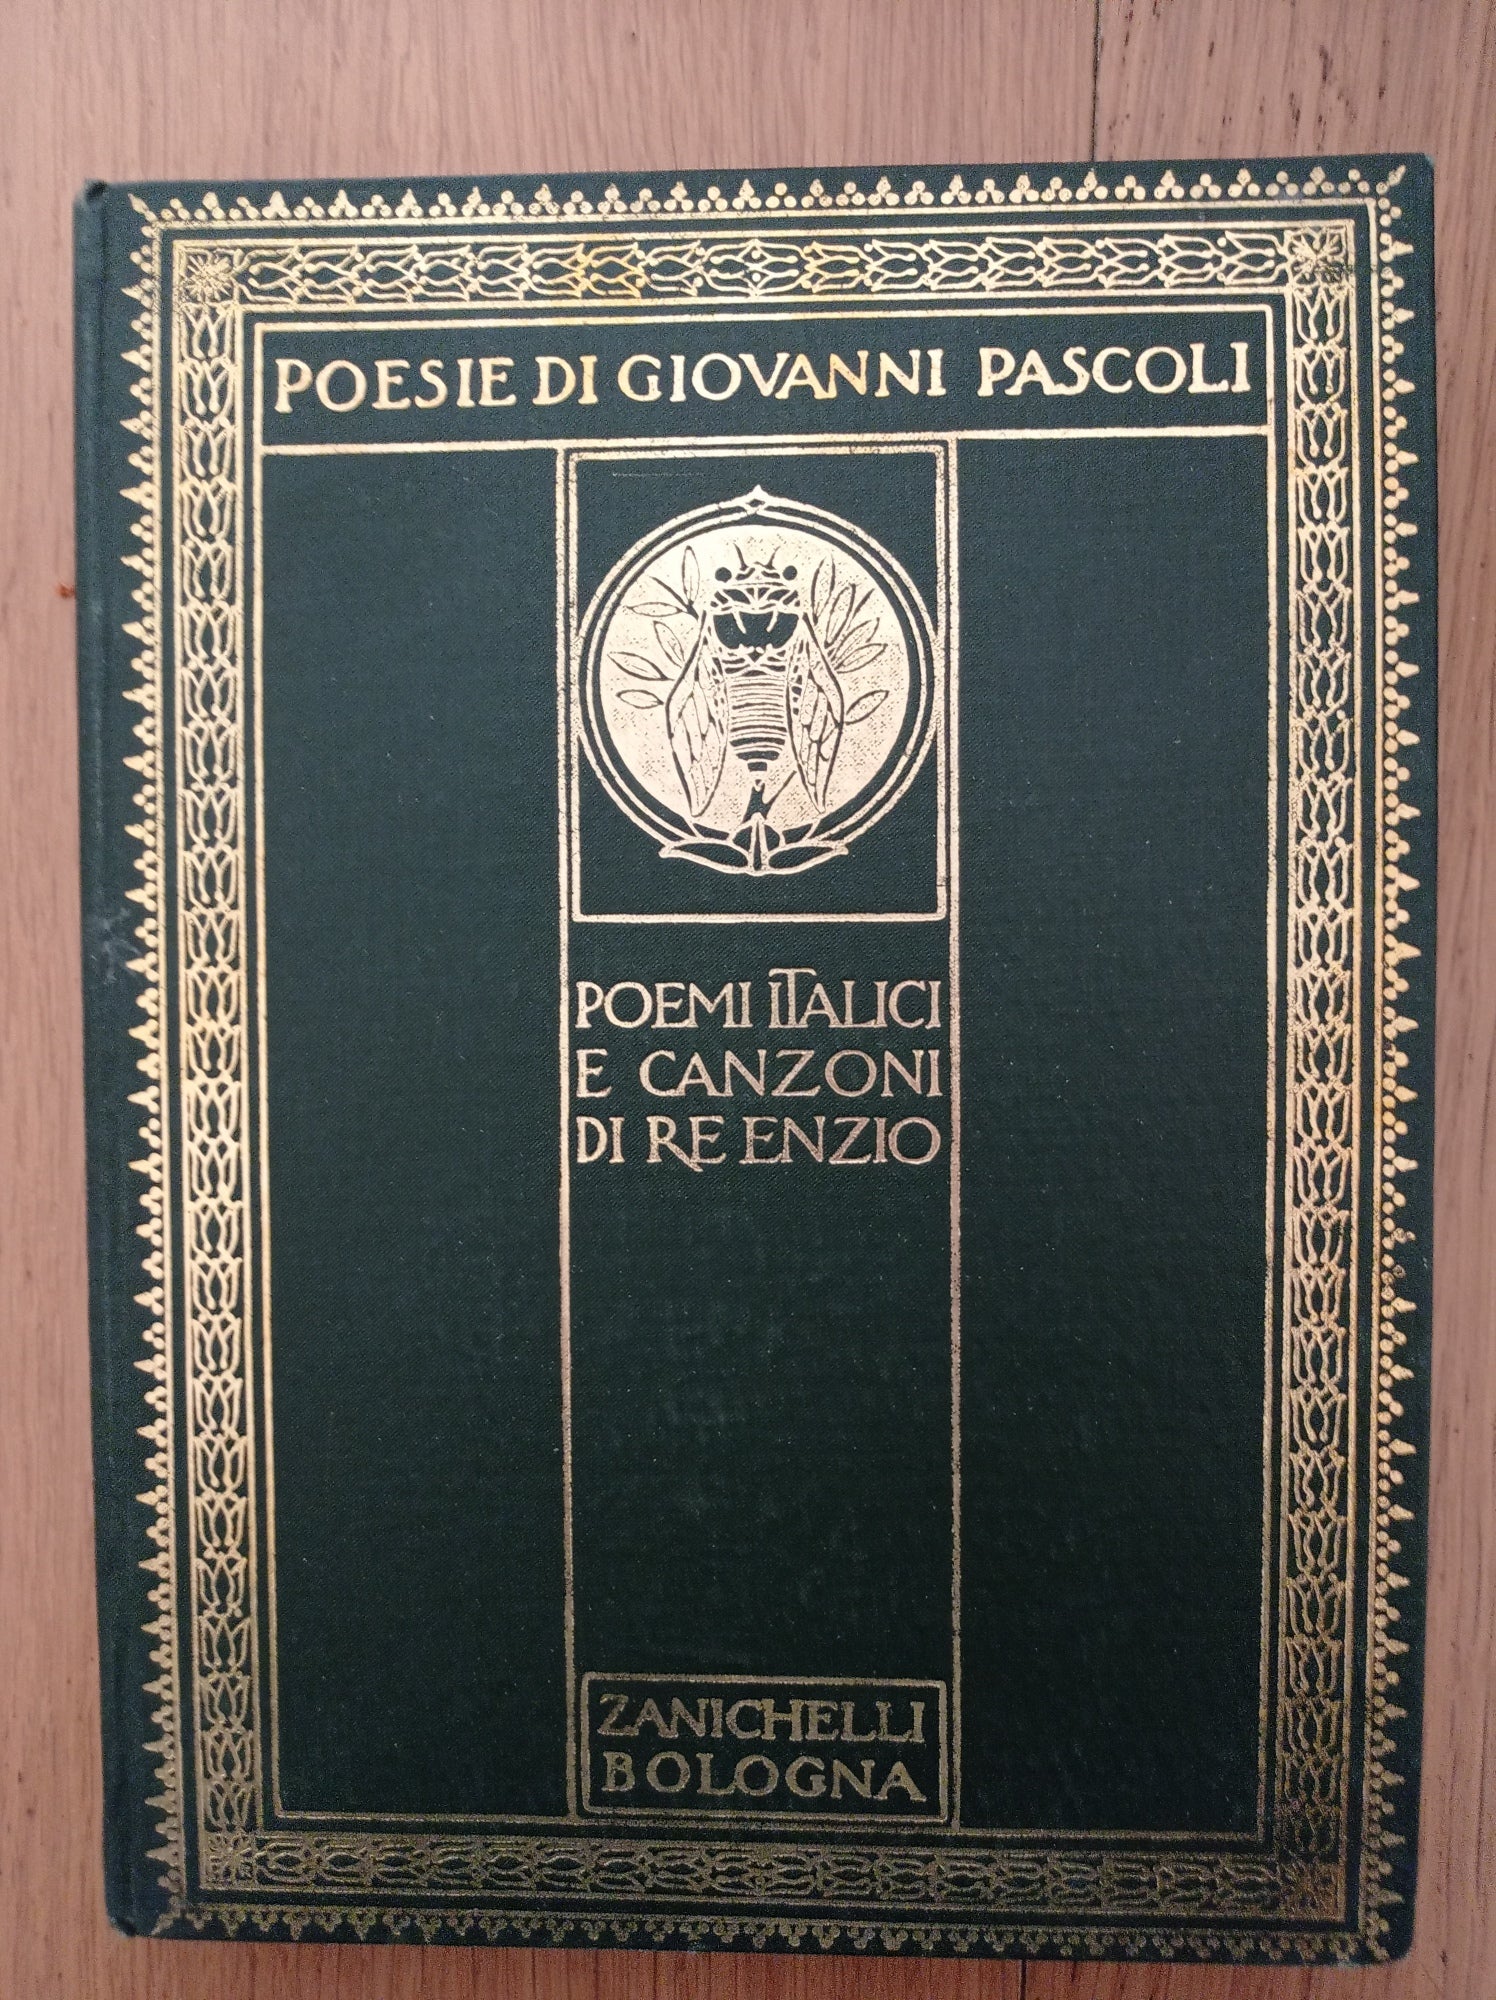 POESIE DI GIOVANNI PASCOLI
POEMI ITALICI
E CANZONI
DI RE ENZIO
ZANICHELLI
BOLOGNA